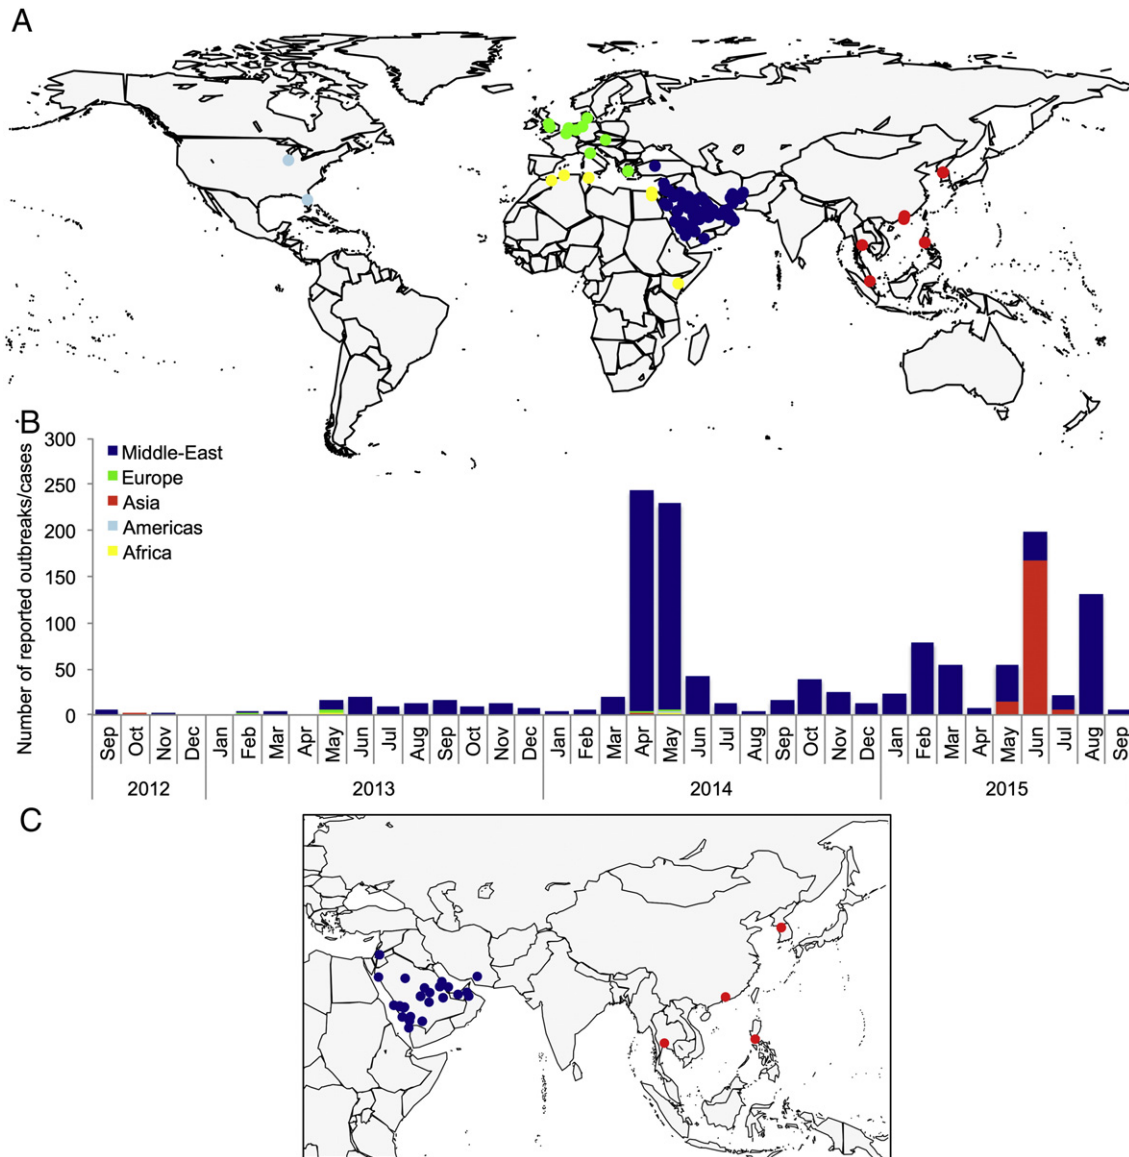 A
B
Number of reported outbreaks/cases
300
250
200
150
100
50
0
Middle-East
Europe
Asia
Americas
Africa
Sep Oct Nov Dec Jan Feb Mar Apr May Jun Jul Aug Sep Oct Nov Dec Jan Feb Mar Apr May Jun Jul Aug Sep Oct Nov Dec Jan Feb Mar Apr May Jun Jul Aug Sep
2012 2013 2014 2015
C